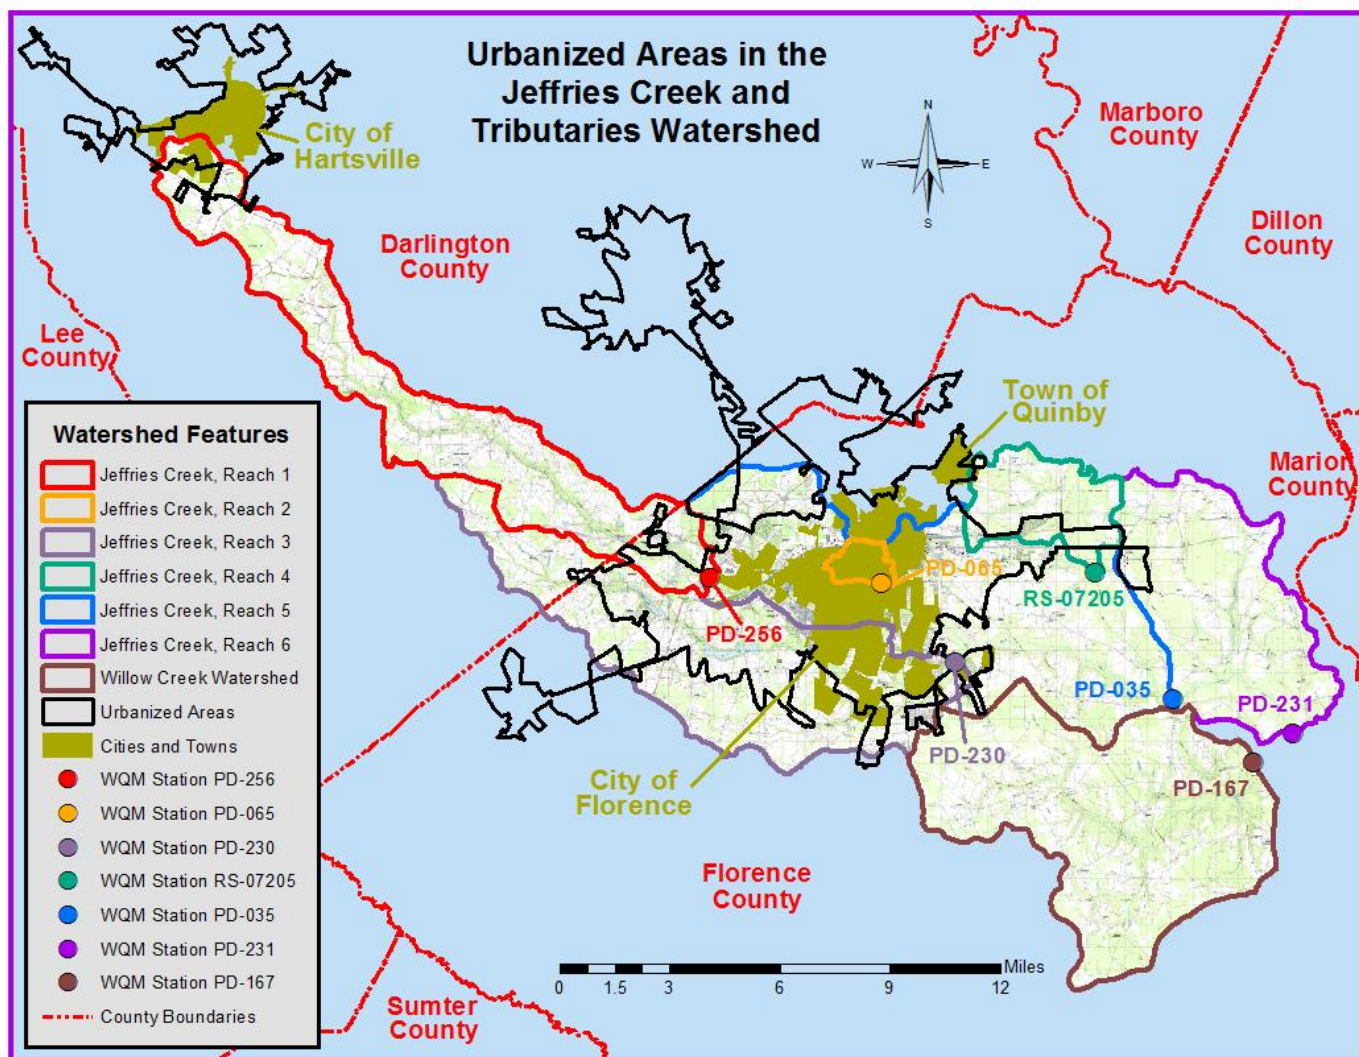 Urbanized Areas in the
Jeffries Creek and
Tributaries Watershed
City of
Hartsville
Marboro
County
N
W
E
S
Dillon
County
Darlington
County
Lee
County
Town of
Quinby
Marion
County
Watershed Features
Jeffries Creek, Reach 1
Jeffries Creek, Reach 2
Jeffries Creek, Reach 3
Jeffries Creek, Reach 4
Jeffries Creek, Reach 5
Jeffries Creek, Reach 6
Willow Creek Watershed
Urbanized Areas
Cities and Towns
WQM Station PD-256
WQM Station PD-065
WQM Station PD-230
WQM Station RS-07205
WQM Station PD-035
WQM Station PD-231
WQM Station PD-167
County Boundaries
PD-065
RS-07205
PD-256
PD-035
PD-231
PD-230
PD-167
City of
Florence
Florence
County
Miles
0 1.5 3 6 9 12
Sumter
County